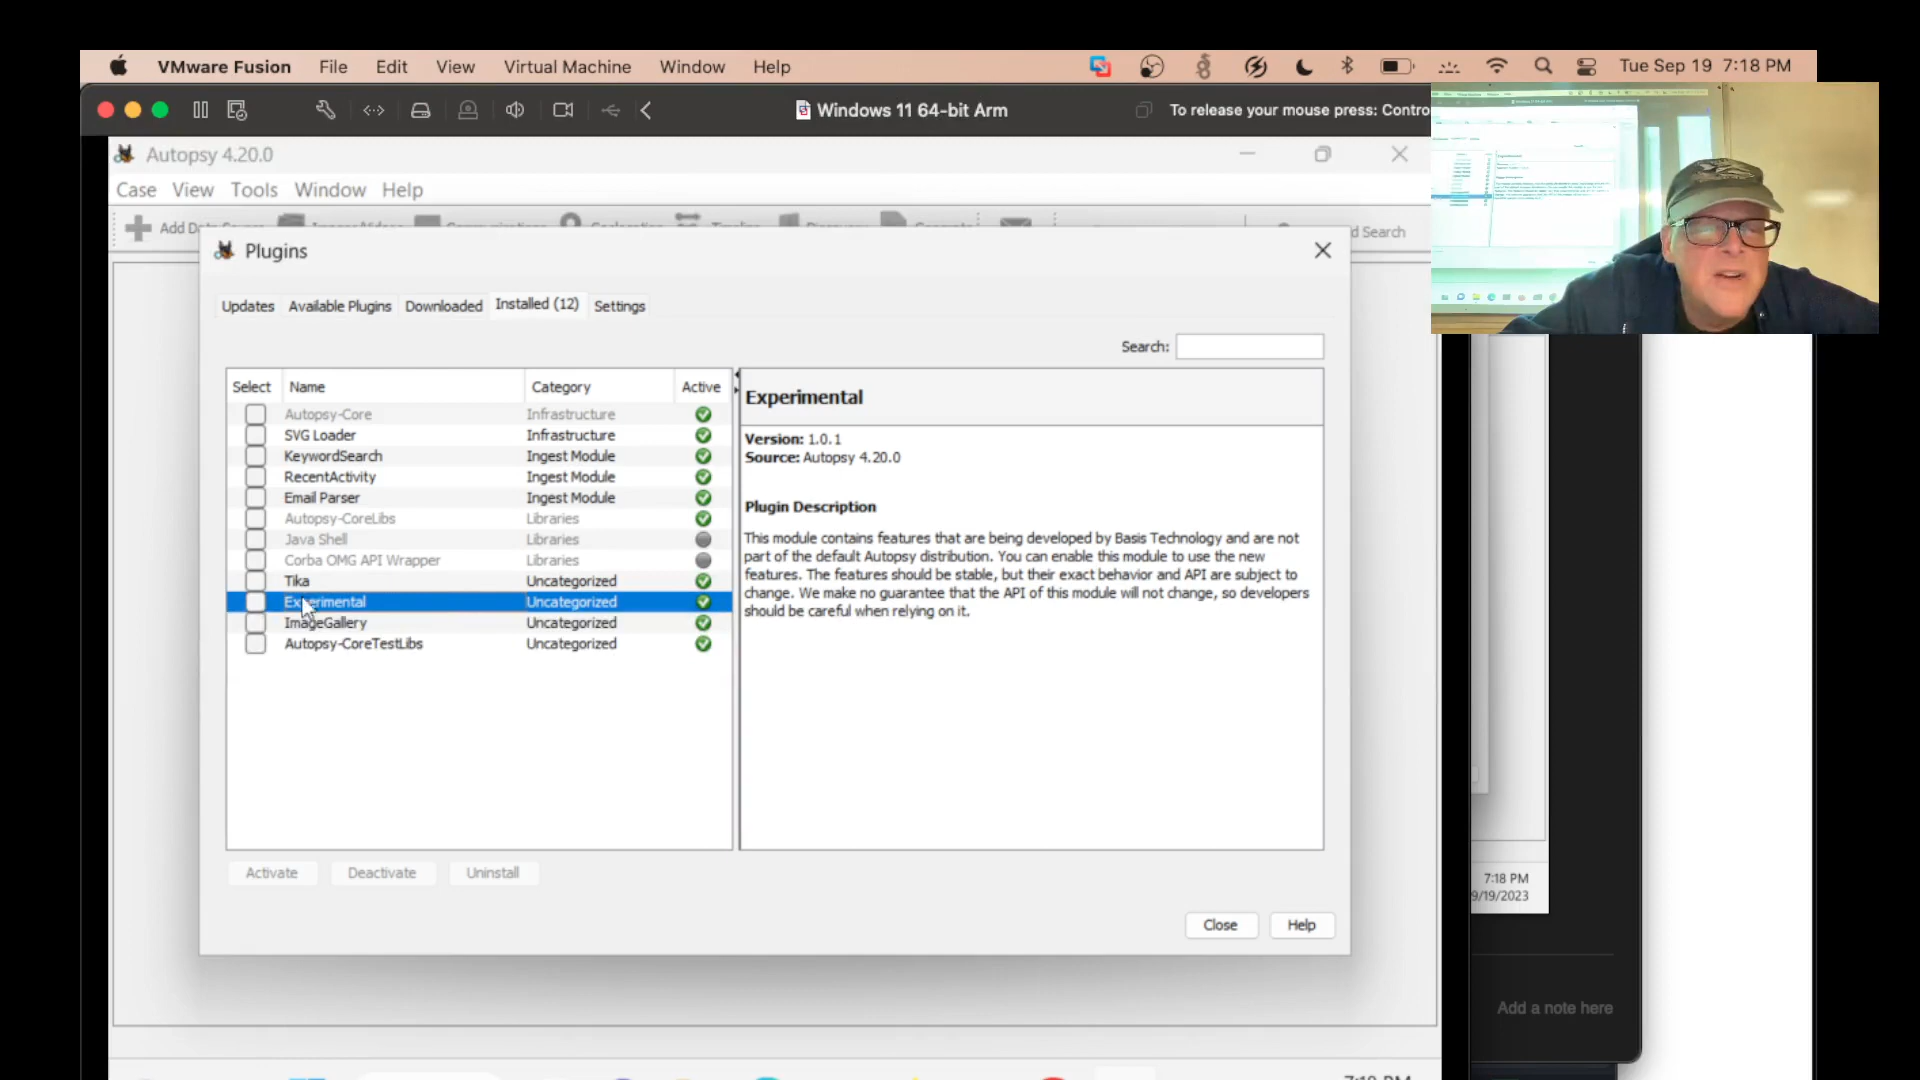 VMware Fusion File Edit View Virtual Machine Window Help Tue Sep 19 7:18 PM
Windows 11 64-bit Arm To release your mouse press: Contro
Autopsy 4.20.0
Case View Tools Window Help
Add Da d Search
Plugins
Updates Available Plugins Downloaded Installed (12) Settings
Search:
Select Name Category Active
Autopsy-Core Infrastructure
SVG Loader Infrastructure
KeywordSearch Ingest Module
RecentActivity Ingest Module
Email Parser Ingest Module
Autopsy-CoreLibs Libraries
Java Shell Libraries
Corba OMG API Wrapper Libraries
Tika Uncategorized
Experimental Uncategorized
ImageGallery Uncategorized
Autopsy-CoreTestLibs Uncategorized
Experimental
Version: 1.0.1
Source: Autopsy 4.20.0
Plugin Description
This module contains features that are being developed by Basis Technology and are not
part of the default Autopsy distribution. You can enable this module to use the new
features. The features should be stable, but their exact behavior and API are subject to
change. We make no guarantee that the API of this module will not change, so developers
should be careful when relying on it.
Activate Deactivate Uninstall
Close Help
7:18 PM
9/19/2023
Add a note here